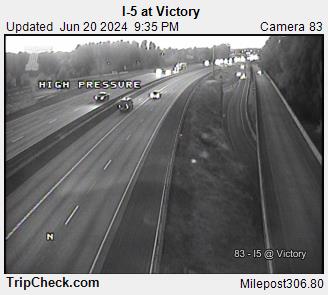 I-5 at Victory
Updated Jun 20 2024 9:35 PM Camera 83
HIGH PRESSURE
N
83 - I5 @ Victory
TripCheck.com Milepost306.80